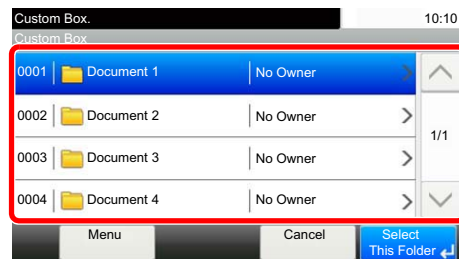 Custom Box. 10:10
Custom Box
0001 Document 1 No Owner
0002 Document 2 No Owner
1/1
0003 Document 3 No Owner
0004 Document 4 No Owner
Menu Cancel Select
This Folder